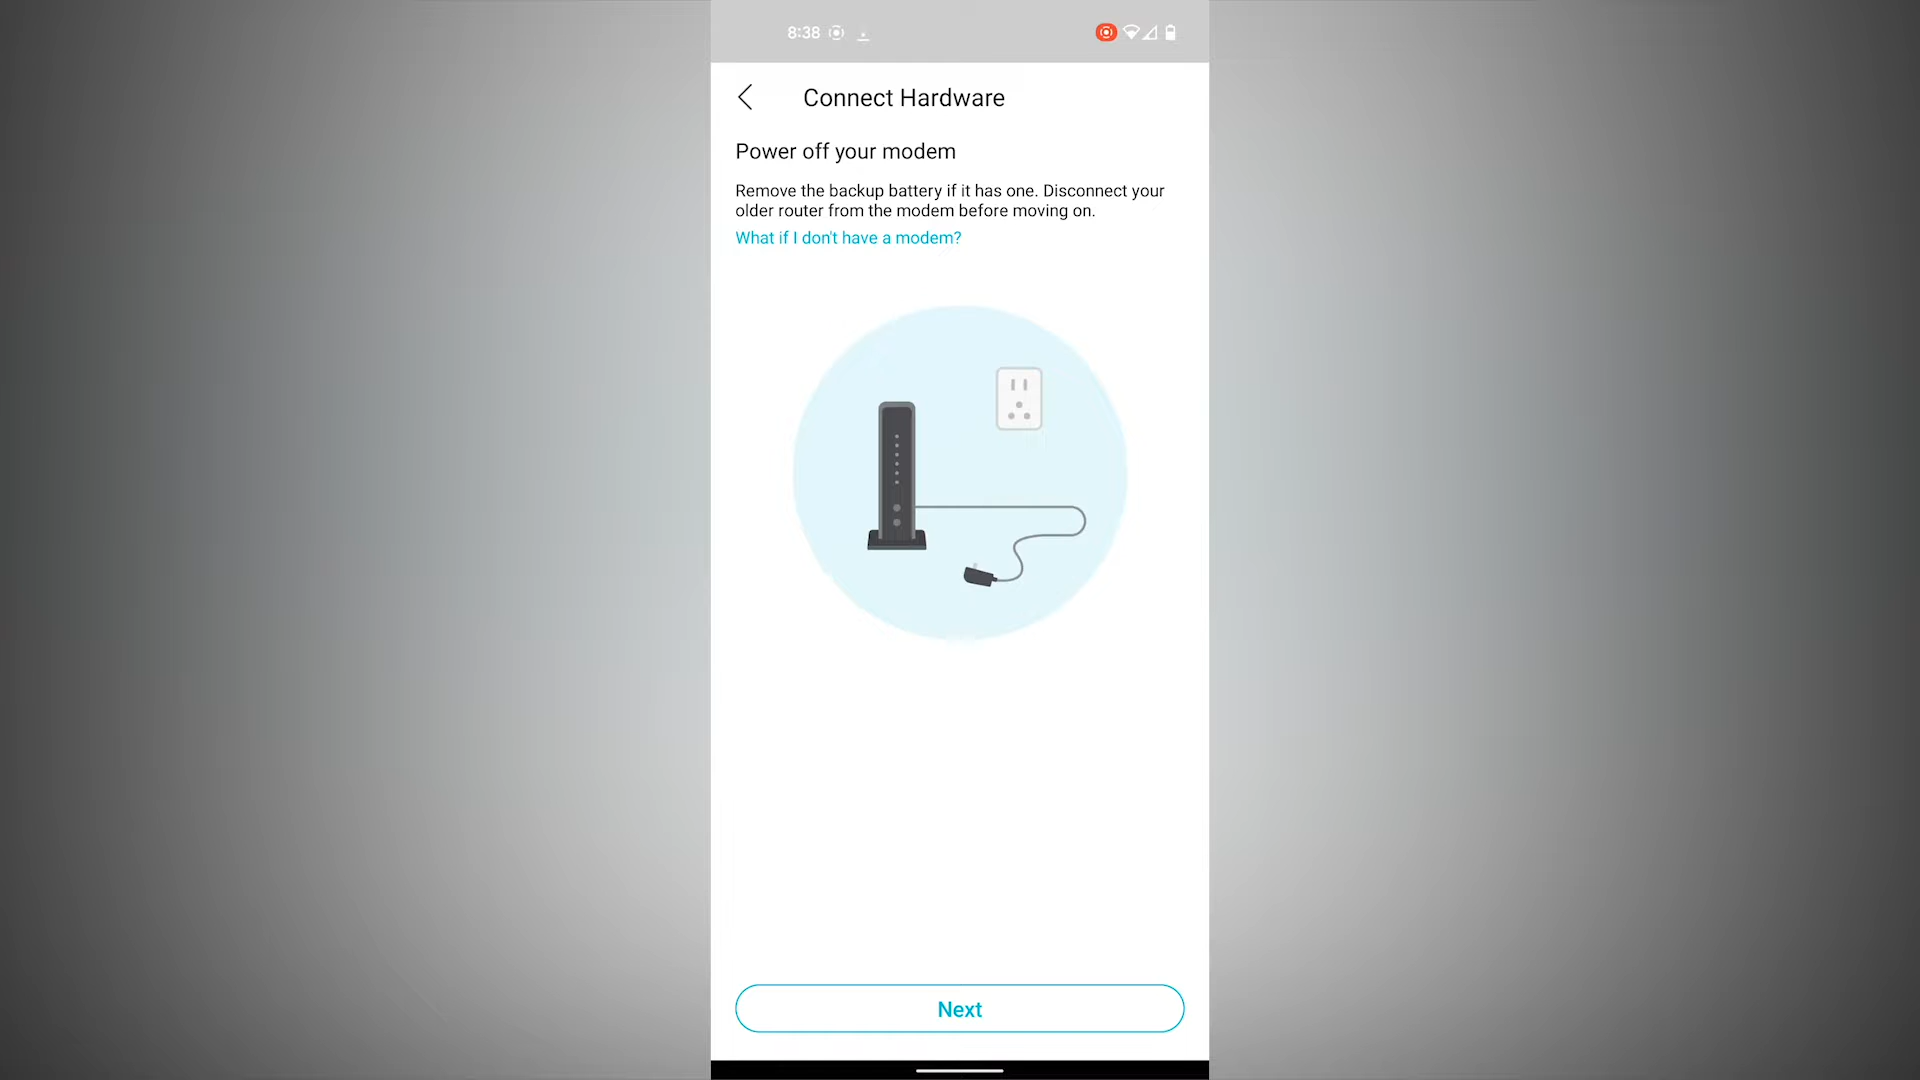 8:38
Connect Hardware
Power off your modem
Remove the backup battery if it has one. Disconnect your
older router from the modem before moving on.
What if I don't have a modem?
Next